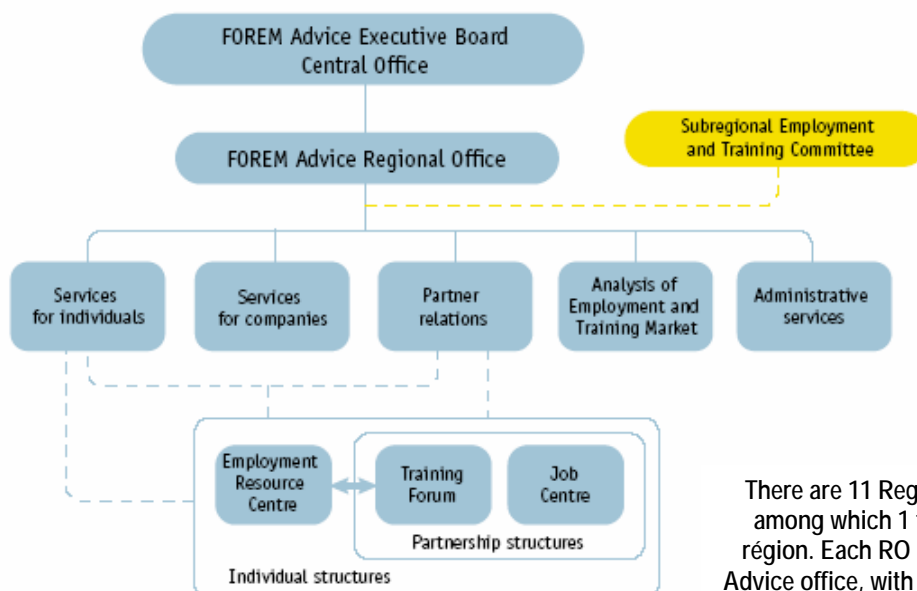 FOREM Advice Executive Board
Central Office
FOREM Advice Regional Office
Subregional Employment
and Training Committee
Services
for individuals
Services
for companies
Partner
relations
Analysis of
Employment and
Training Market
Administrative
services
Employment
Resource
Centre
Training
Forum
Job
Centre
Partnership structures
Individual structures
There are 11
among which 1
région. Each RO
Advice office, with